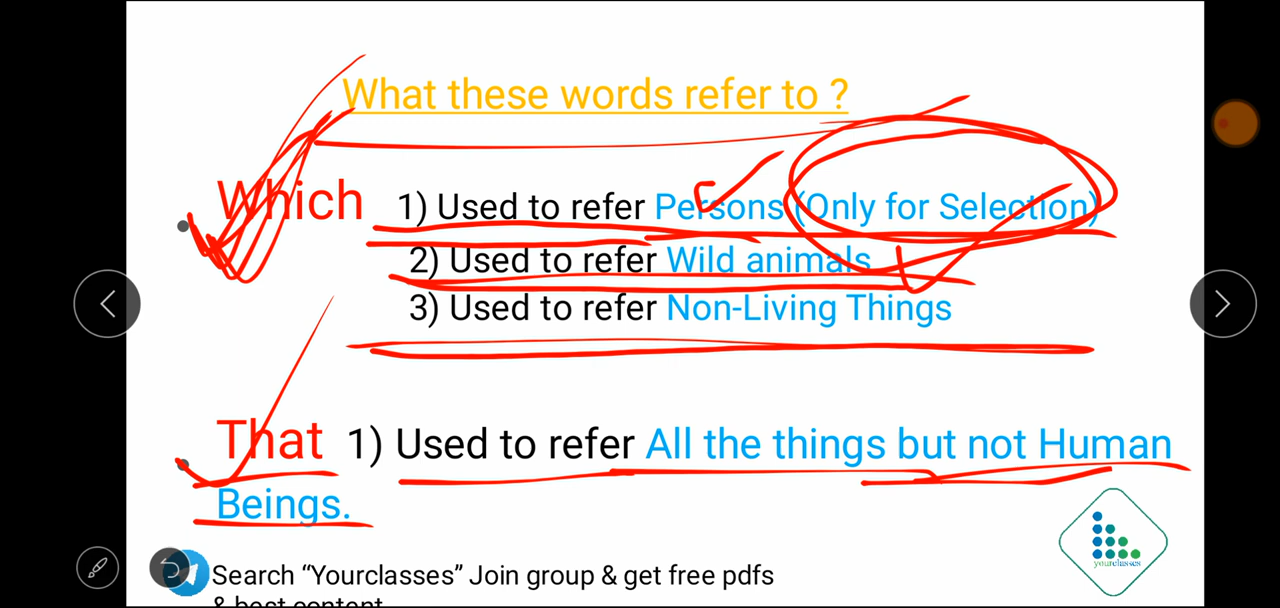 What these words refer to ?
Which 1) Used to refer Persons (Only for Selection)
2) Used to refer Wild animals
3) Used to refer Non-Living Things
That 1) Used to refer All the things but not Human
Beings.
yourclasses
Search “Yourclasses” Join group & get free pdfs
& best content